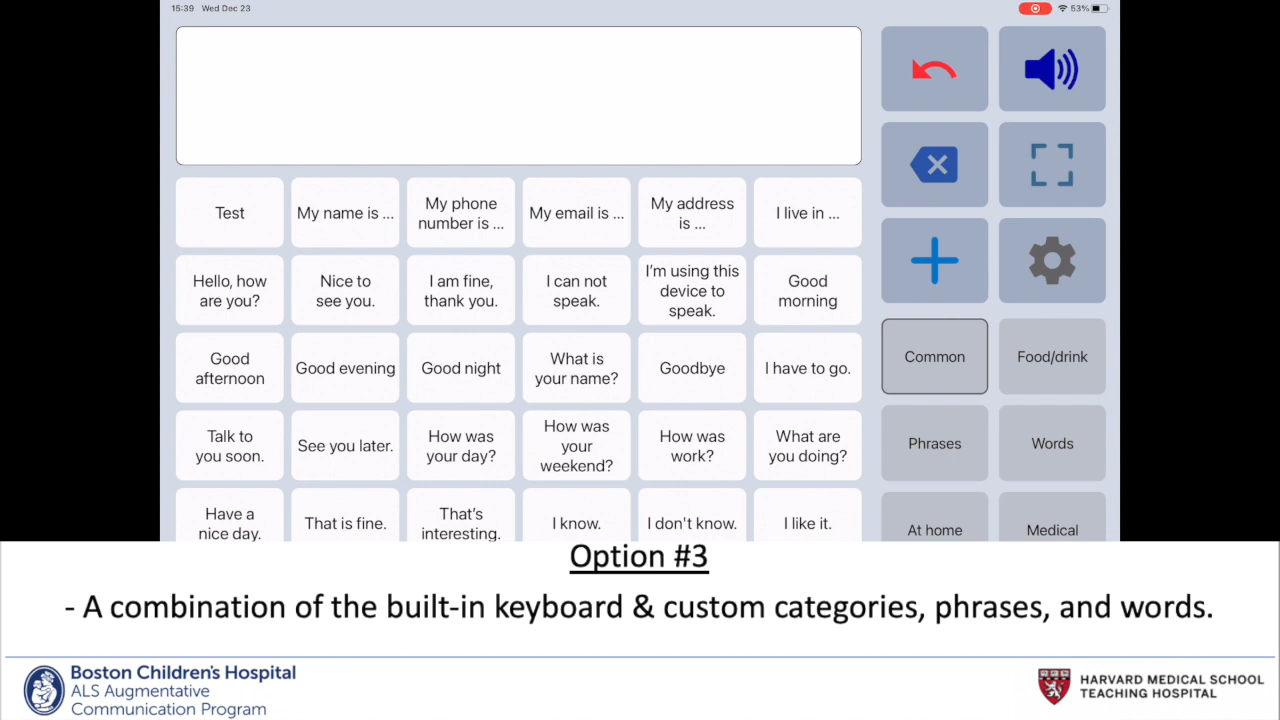 15:39 Wed Dec 23
53%
Test
My name is ...
My phone
number is ...
My email is ...
My address
is ...
I live in ...
Hello, how
are you?
Nice to
see you.
I am fine,
thank you.
I can not
speak.
I'm using this
device to
speak.
Good
morning
Good
afternoon
Good evening
Good night
What is
your name?
Goodbye
I have to go.
Talk to
you soon.
See you later.
How was
your day?
How was
your
weekend?
How was
work?
What are
you doing?
Have a
nice day.
That is fine.
That's
interesting.
I know.
I don't know.
I like it.
Common
Food/drink
Phrases
Words
At home
Medical
Option #3
- A combination of the built-in keyboard & custom categories, phrases, and words.
Boston Children's Hospital
ALS Augmentative
Communication Program
HARVARD MEDICAL SCHOOL
TEACHING HOSPITAL